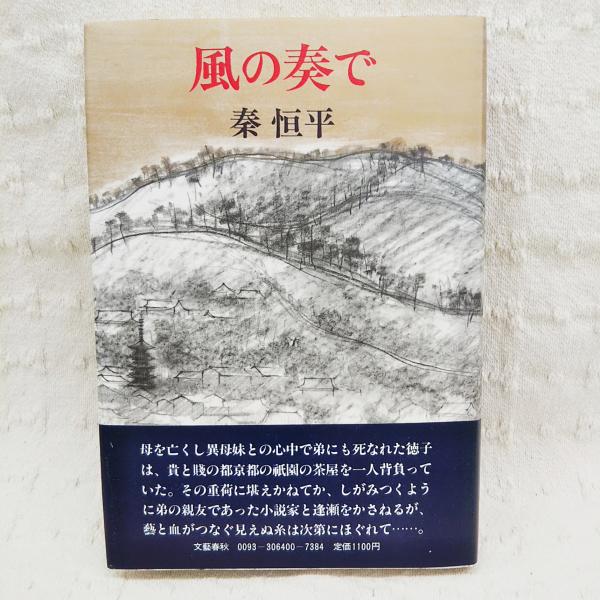 風の奏で
秦 恒平
母を亡くし異母妹との心中で弟にも死なれた徳子
は、貴と賤の都京都の祇園の茶屋を一人背負って
いた。その重荷に堪えかねてか、しがみつくよう
に弟の親友であった小説家と逢瀬をかさねるが、
藝と血がつなぐ見えぬ糸は次第にほぐれて……。
文藝春秋 0093-306400-7384 定価1100円